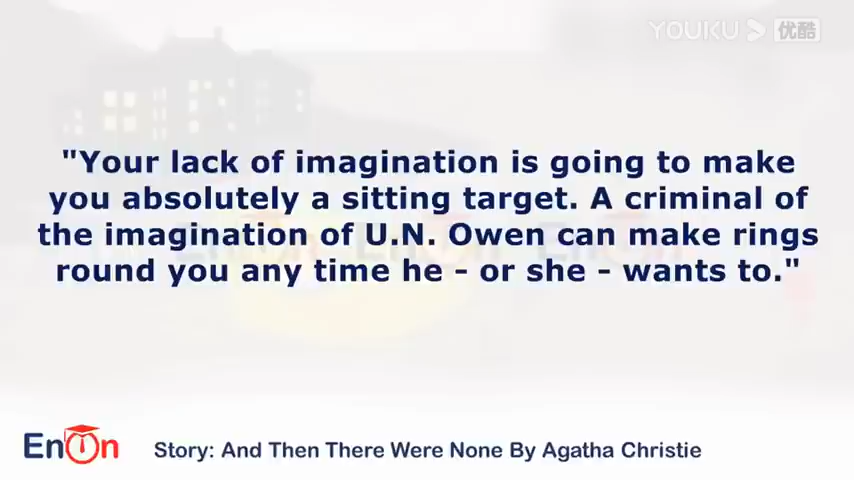 YOUKU 优酷
"Your lack of imagination is going to make
you absolutely a sitting target. A criminal of
the imagination of U.N. Owen can make rings
round you any time he - or she - wants to."
EnOn
Story: And Then There Were None By Agatha Christie